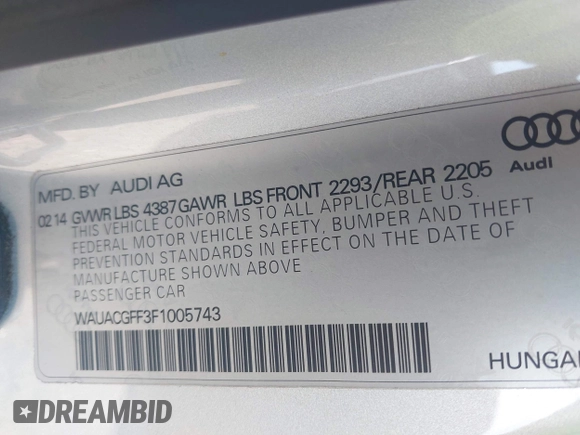 MFD. BY AUDI AG
02 14 GVWR LBS 4387 GAWR LBS FRONT 2293/REAR 2205
THIS VEHICLE CONFORMS TO ALL APPLICABLE U.S.
FEDERAL MOTOR VEHICLE SAFETY, BUMPER AND THEFT
PREVENTION STANDARDS IN EFFECT ON THE DATE OF
MANUFACTURE SHOWN ABOVE
PASSENGER CAR
WAUACGFF3F1005743
Audi
HUNGA
DREAMBID